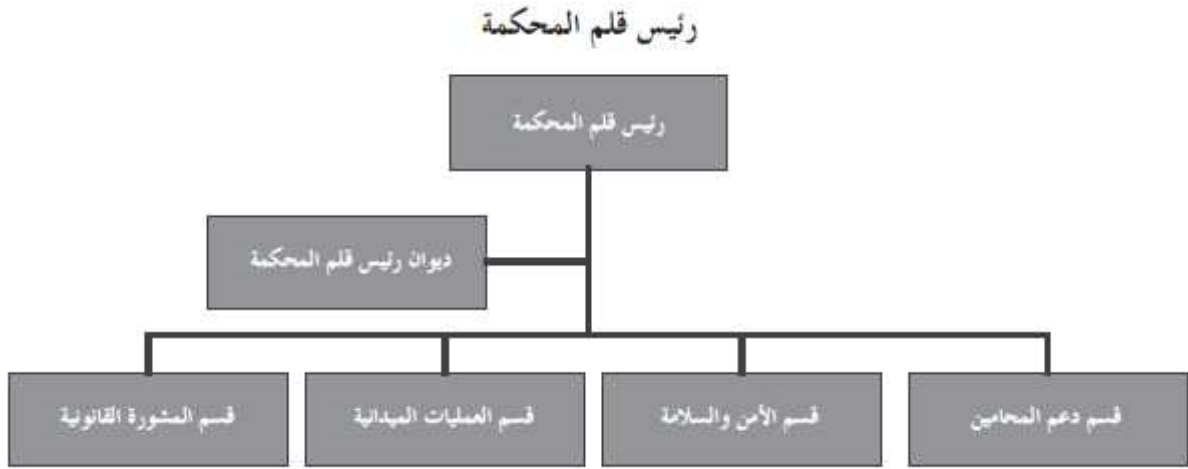 رئيس قلم المحكمة
رئيس قلم المحكمة
ديوان رئيس قلم المحكمة
قسم دعم المحامين
قسم الأمن والسلامة
قسم العمليات الميدانية
قسم المشورة القانونية